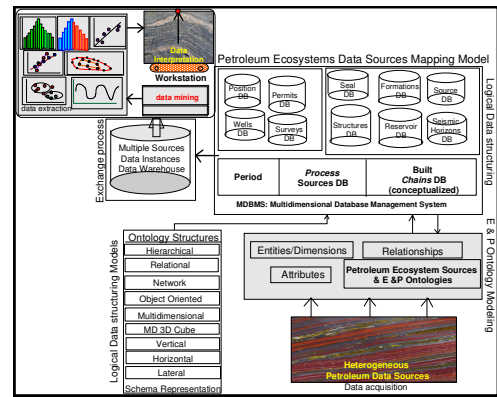 Data
Interpretation
Workstation
data mining
data extraction
Exchange process
Multiple Sources
Data Instances
Data Warehouse
Petroleum Ecosystems Data Sources Mapping Model
Position
DB
Permits
DB
Wells
DB
Surveys
DB
Seal
DB
Formations
DB
Source
DB
Structures
DB
Reservoir
DB
Seismic
Horizons
DB
Logical Data structuring
Period
Process
Sources DB
Built
Chains DB
(conceptualized)
MDBMS: Multidimensional Database Management System
Logical Data structuring Models
Ontology Structures
Hierarchical
Relational
Network
Object Oriented
Multidimensional
MD 3D Cube
Vertical
Horizontal
Lateral
Schema Representation
Entities/Dimensions
Relationships
Attributes
Petroleum Ecosystem Sources
& E &P Ontologies
E & P Ontology Modeling
Heterogeneous
Petroleum Data Sources
Data acquisition